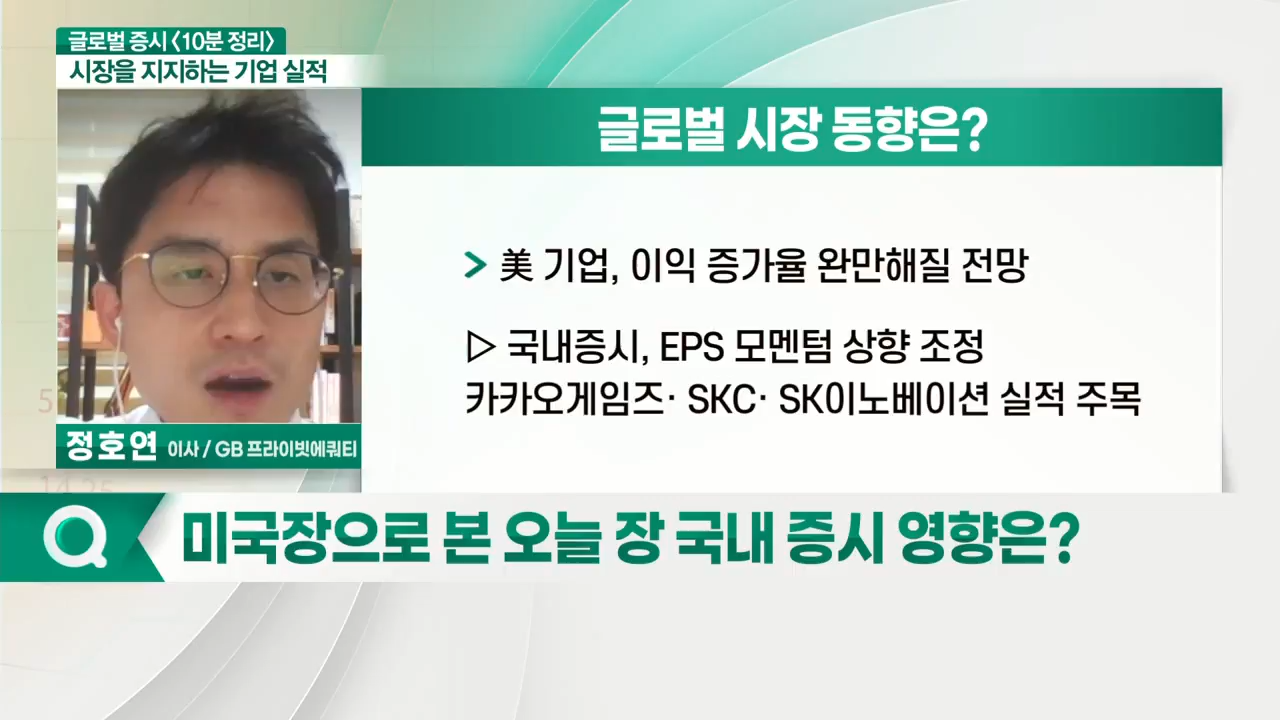 글로벌 증시 <10분 정리>
시장을 지지하는 기업 실적
글로벌 시장 동향은?
> 美 기업, 이익 증가율 완만해질 전망
▷ 국내증시, EPS 모멘텀 상향 조정
카카오게임즈· SKC· SK이노베이션 실적 주목
정호연 이사 / GB 프라이빗에쿼티
Q 미국장으로 본 오늘 장 국내 증시 영향은?